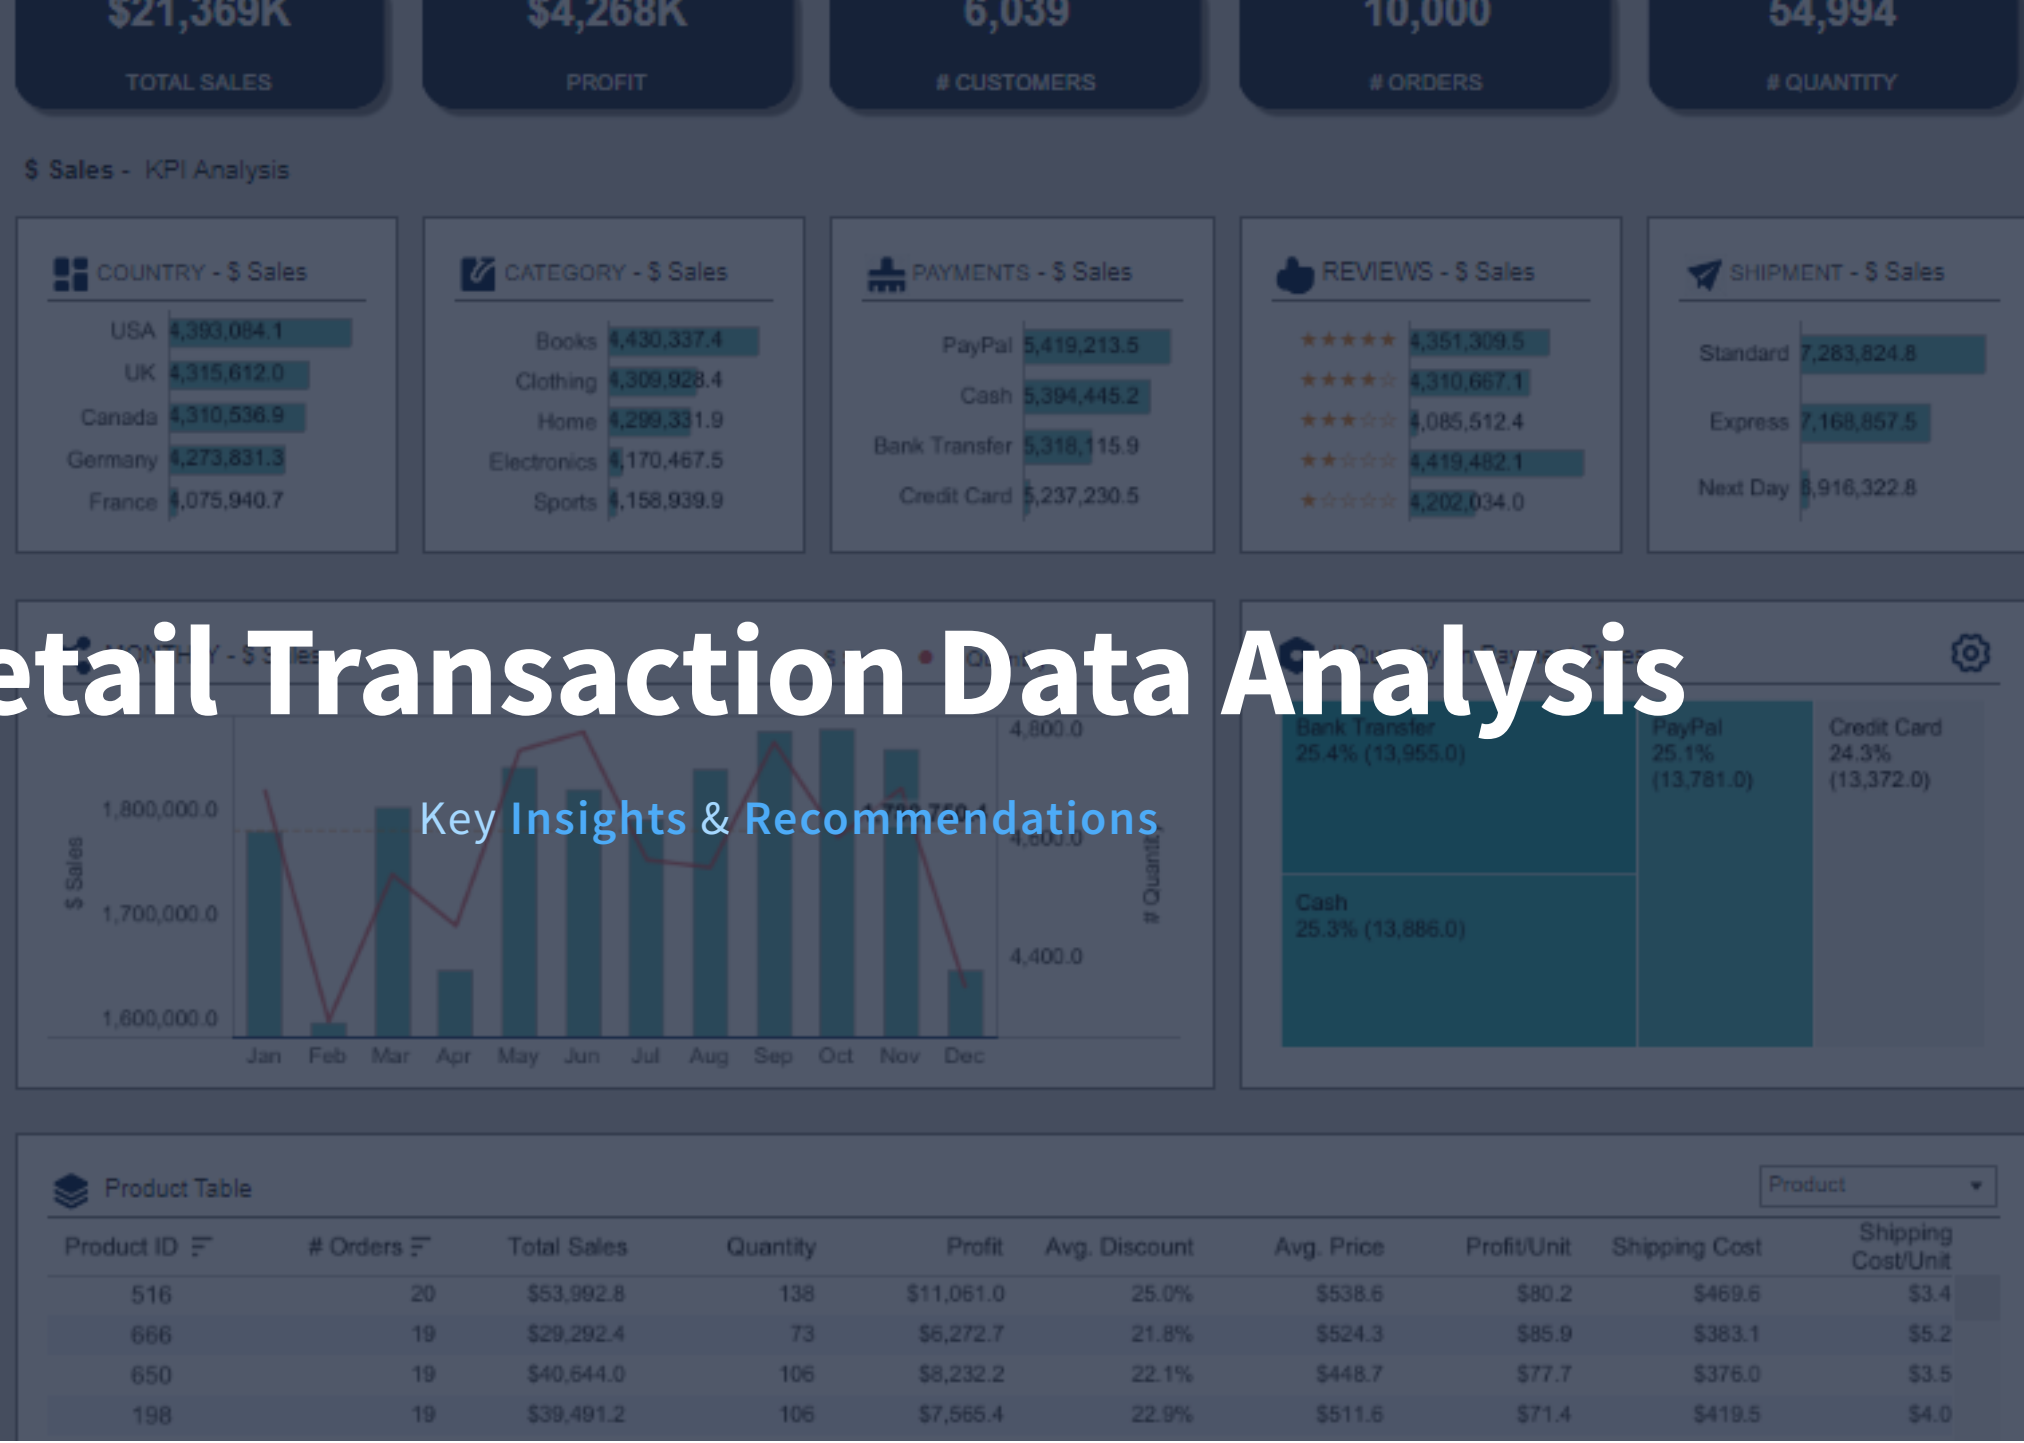 $21,369K $4,268K 6,039 10,000 54,994
TOTAL SALES PROFIT # CUSTOMERS # ORDERS # QUANTITY
$ Sales - KPI Analysis
COUNTRY - $ Sales
USA 4,393,084.1
UK 4,315,612.0
Canada 4,310,536.9
Germany 4,273,831.3
France 4,075,940.7
CATEGORY - $ Sales
Books 4,430,337.4
Clothing 4,309,928.4
Home 4,299,331.9
Electronics 4,170,467.5
Sports 4,158,939.9
PAYMENTS - $ Sales
PayPal 5,419,213.5
Cash 5,394,445.2
Bank Transfer 5,318,115.9
Credit Card 5,237,230.5
REVIEWS - $ Sales
★★★★★ 4,351,309.5
★★★★☆ 4,310,667.1
★★★☆☆ 4,085,512.4
★★☆☆☆ 4,419,482.1
★☆☆☆☆ 4,202,034.0
SHIPMENT - $ Sales
Standard 7,283,824.8
Express 7,168,857.5
Next Day 6,916,322.8
etail Transaction Data Analysis
Key Insights & Recommendations
$ Sales
1,800,000.0
1,700,000.0
1,600,000.0
4,800.0
4,600.0
4,400.0
# Quantity
Jan Feb Mar Apr May Jun Jul Aug Sep Oct Nov Dec
Bank Transfer
25.4% (13,955.0)
Cash
25.3% (13,886.0)
PayPal
25.1%
(13,781.0)
Credit Card
24.3%
(13,372.0)
Product Table
Product
Product ID # Orders Total Sales Quantity Profit Avg. Discount Avg. Price Profit/Unit Shipping Cost Shipping Cost/Unit
516 20 $53,992.8 138 $11,061.0 25.0% $538.6 $80.2 $469.6 $3.4
666 19 $29,292.4 73 $6,272.7 21.8% $524.3 $85.9 $383.1 $5.2
650 19 $40,644.0 106 $8,232.2 22.1% $448.7 $77.7 $376.0 $3.5
198 19 $39,491.2 106 $7,565.4 22.9% $511.6 $71.4 $419.5 $4.0